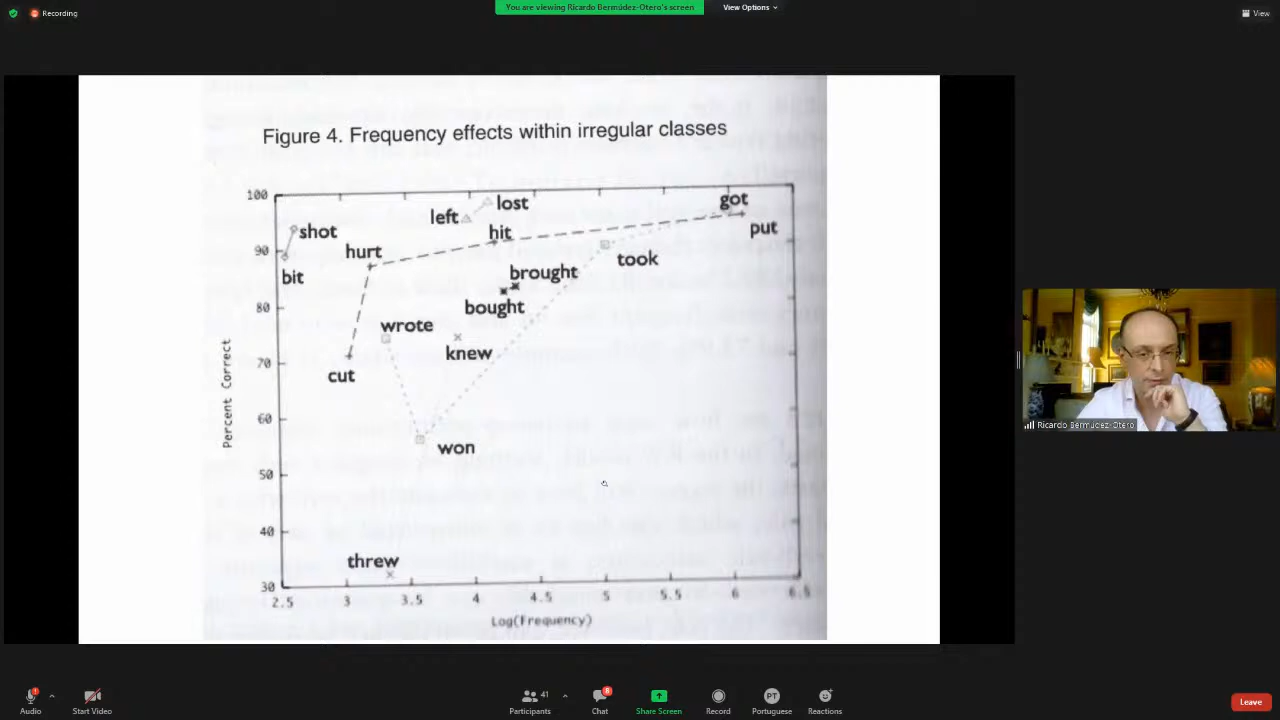 Recording
You are viewing Ricardo Bermúdez-Otero's screen
View Options
View
Figure 4. Frequency effects within irregular classes
100
90
80
70
60
50
40
30
Percent Correct
shot
bit
hurt
left
lost
hit
got
put
took
brought
bought
wrote
knew
cut
won
threw
2.5 3 3.5 4 4.5 5 5.5 6 6.5
Log(Frequency)
Ricardo Bermúdez-Otero
Audio
Start Video
41
Participants
8
Chat
Share Screen
Record
PT
Portuguese
Reactions
Leave